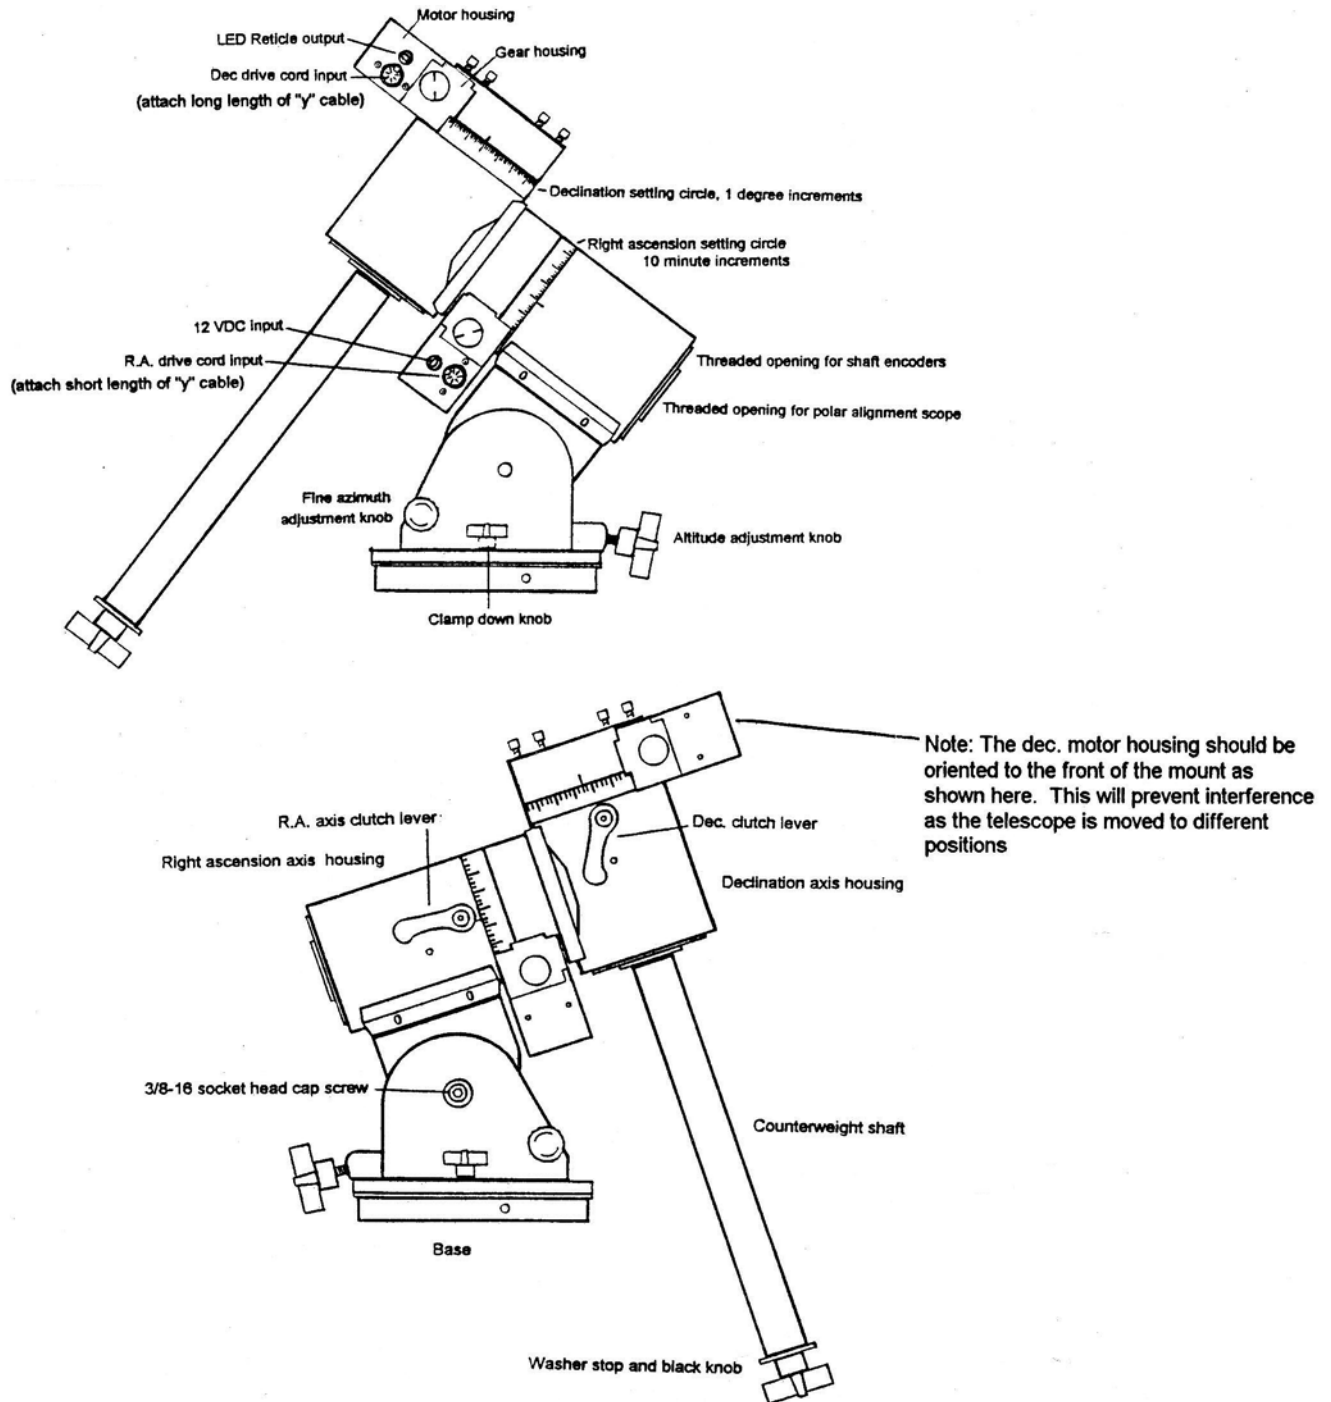 Motor housing
LED Reticle output
Gear housing
Dec drive cord input
(attach long length of "y" cable)
Declination setting circle, 1 degree increments
Right ascension setting circle
10 minute increments
12 VDC input
R.A. drive cord input
(attach short length of "y" cable)
Threaded opening for shaft encoders
Threaded opening for polar alignment scope
Fine azimuth
adjustment knob
Altitude adjustment knob
Clamp down knob
Note: The dec. motor housing should be
oriented to the front of the mount as
shown here. This will prevent interference
as the telescope is moved to different
positions
R.A. axis clutch lever
Dec. clutch lever
Right ascension axis housing
Declination axis housing
3/8-16 socket head cap screw
Counterweight shaft
Base
Washer stop and black knob